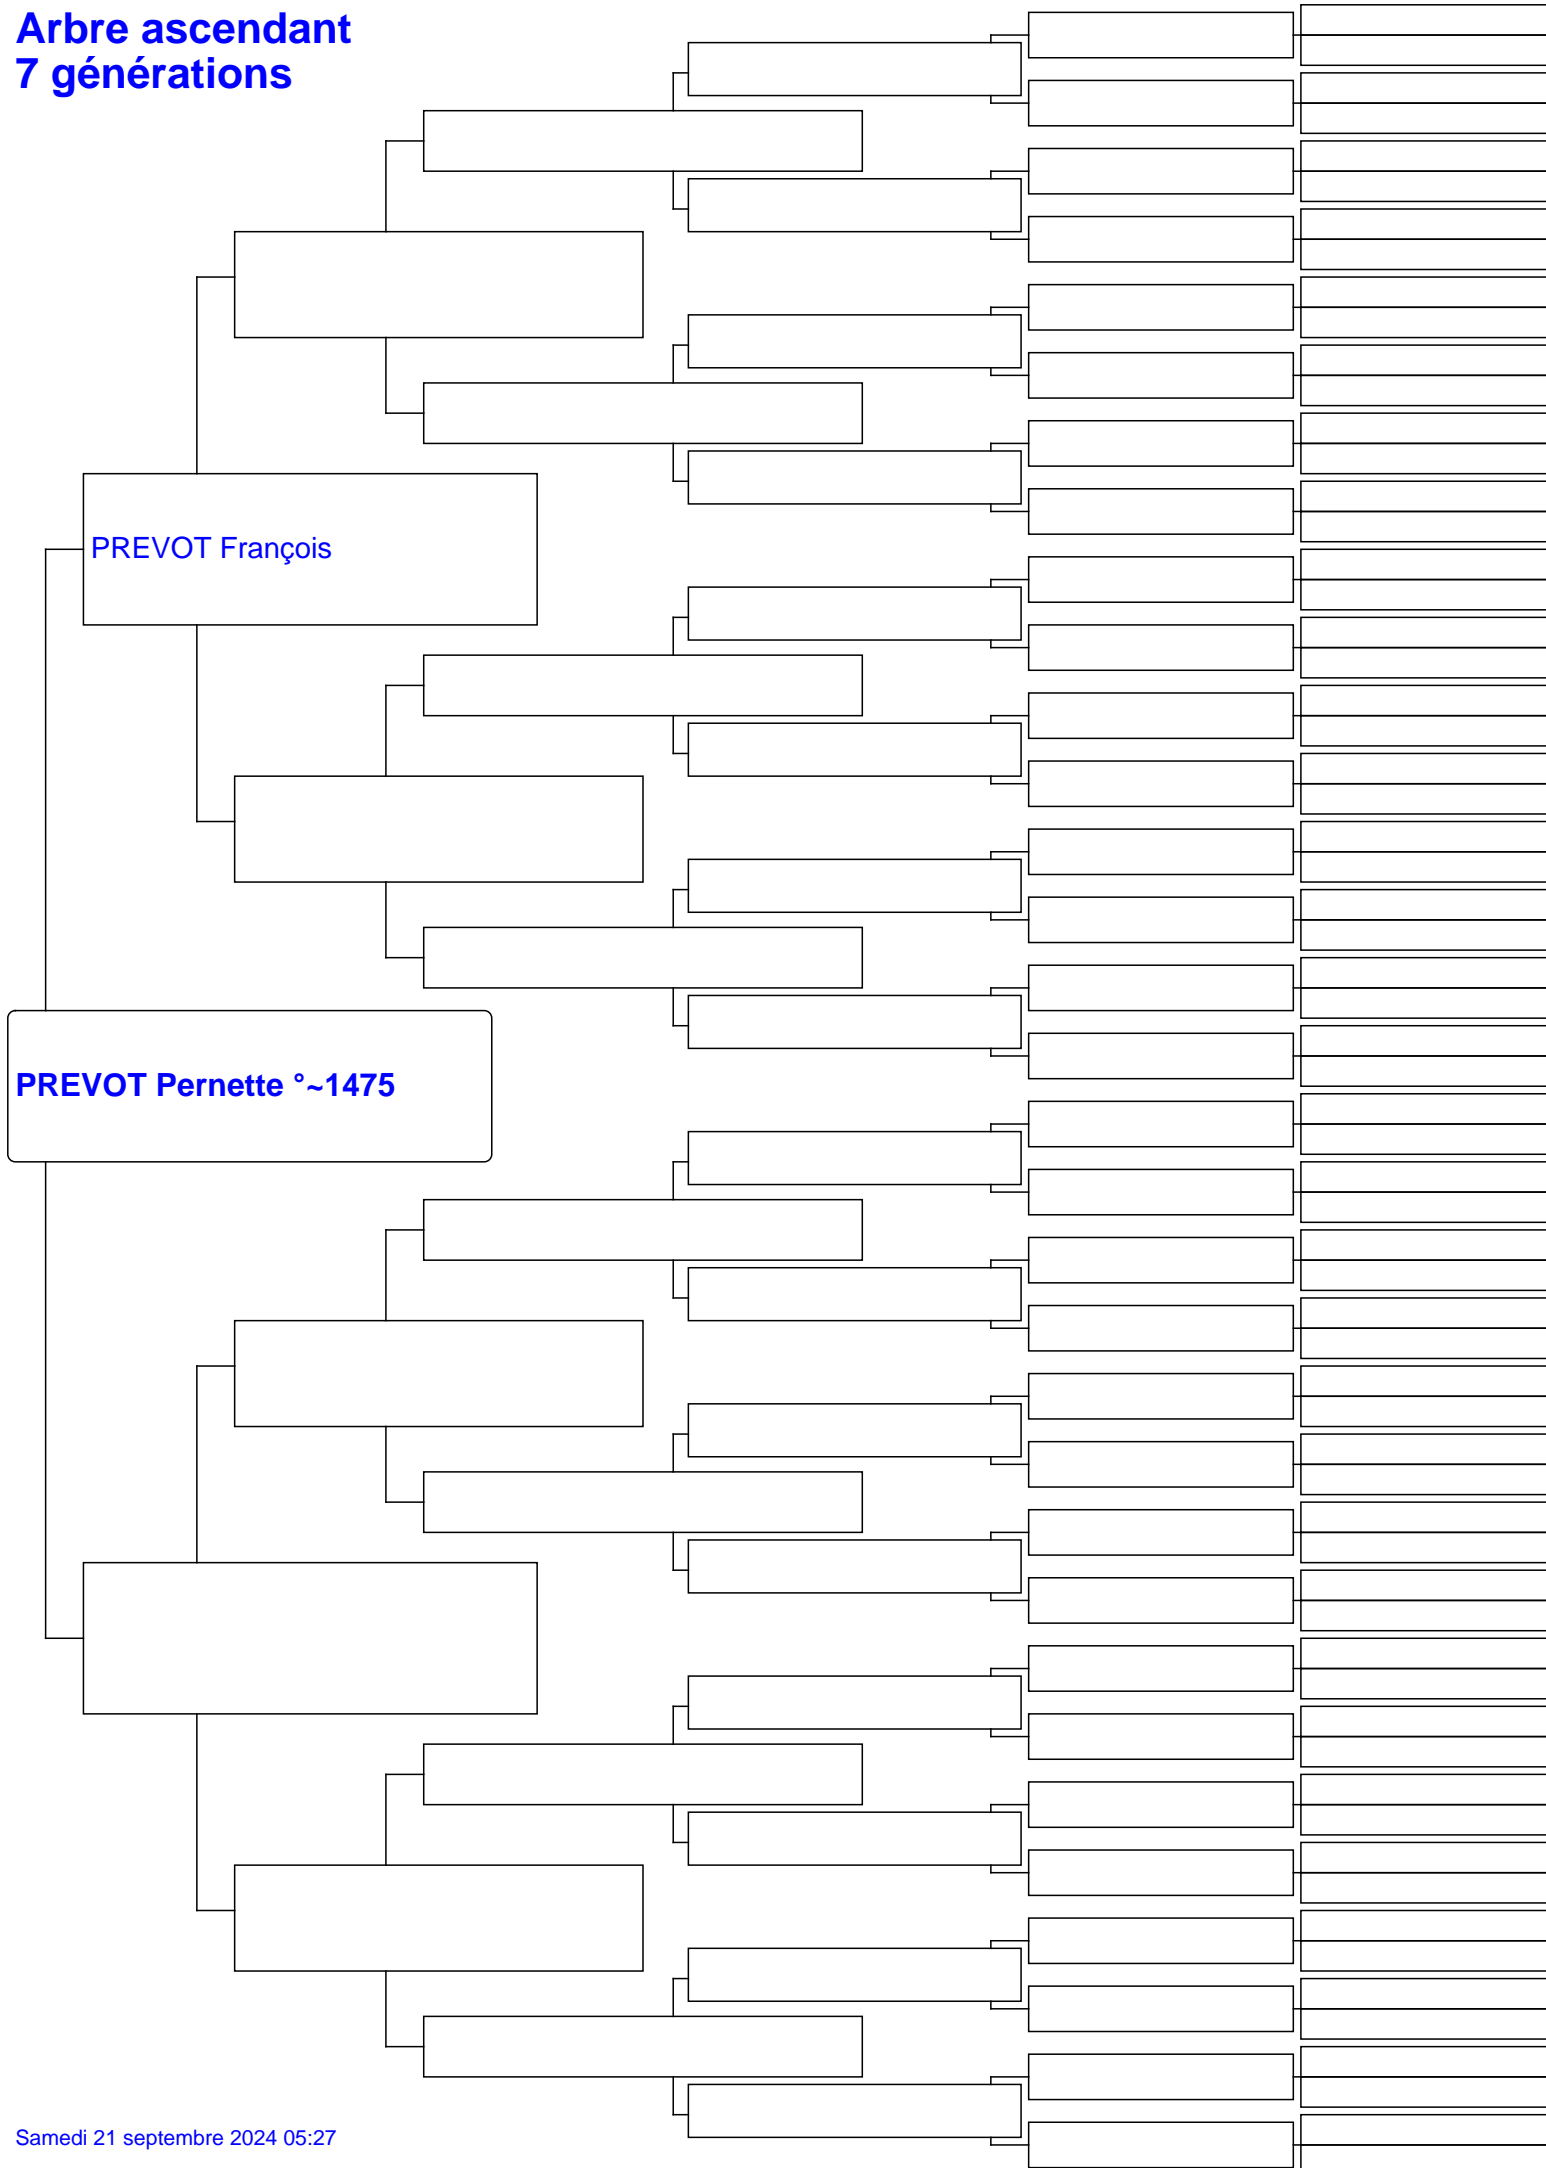 Arbre ascendant
7 générations
PREVOT François
PREVOT Pernette °~1475
Samedi 21 septembre 2024 05:27